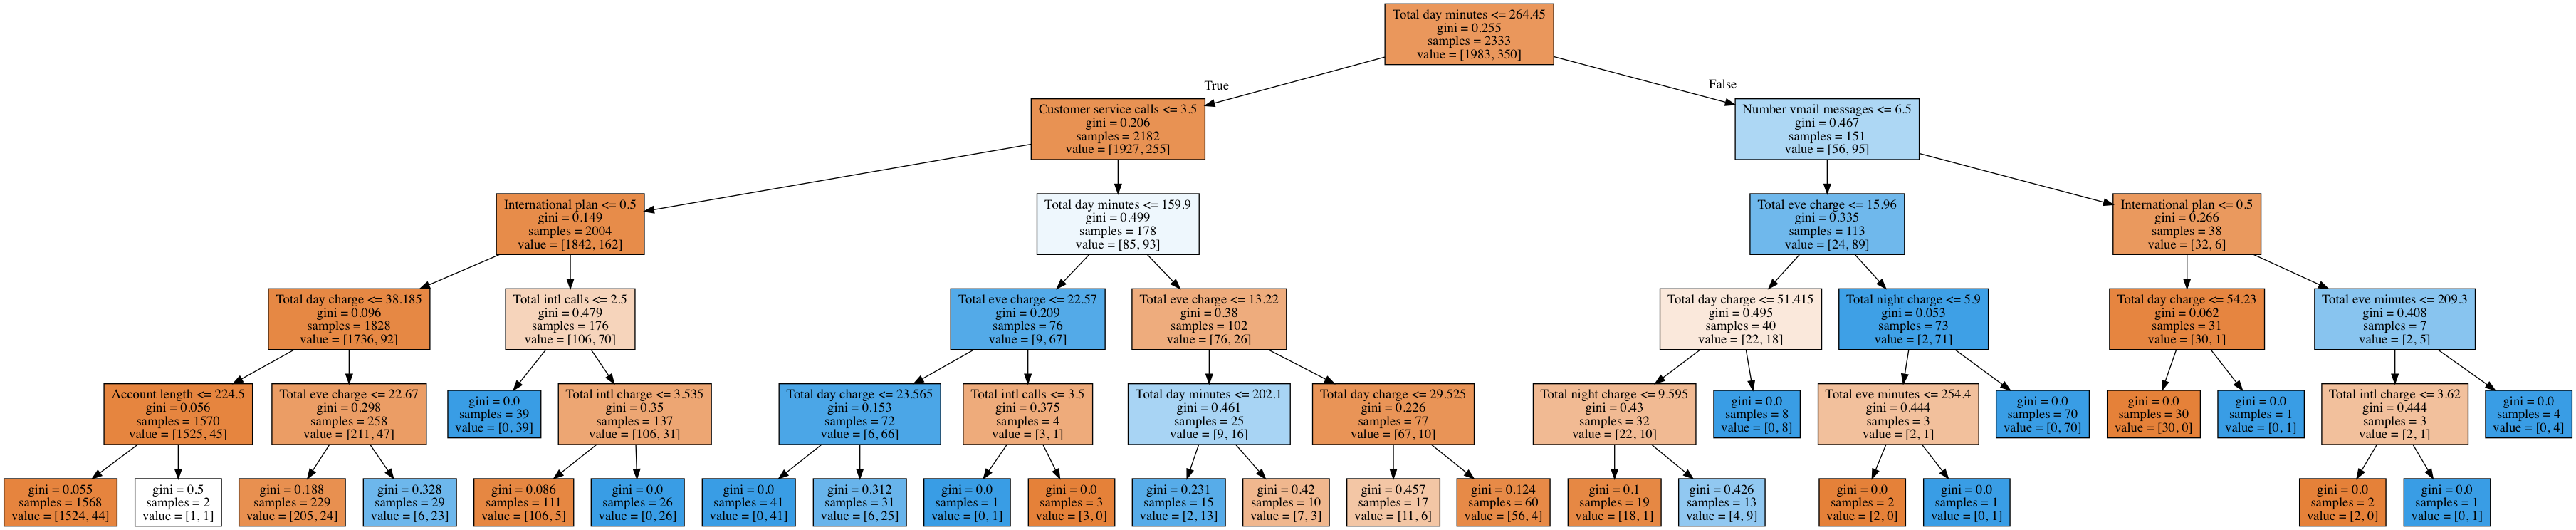 Total day minutes <= 264.45
gini = 0.255
samples = 2333
value = [1983, 350]
True
False
Customer service calls <= 3.5
gini = 0.206
samples = 2182
value = [1927, 255]
Number vmail messages <= 6.5
gini = 0.467
samples = 151
value = [56, 95]
International plan <= 0.5
gini = 0.149
samples = 2004
value = [1842, 162]
Total day minutes <= 159.9
gini = 0.499
samples = 178
value = [85, 93]
Total eve charge <= 15.96
gini = 0.335
samples = 113
value = [24, 89]
International plan <= 0.5
gini = 0.266
samples = 38
value = [32, 6]
Total day charge <= 38.185
gini = 0.096
samples = 1828
value = [1736, 92]
Total intl calls <= 2.5
gini = 0.479
samples = 176
value = [106, 70]
Total eve charge <= 22.57
gini = 0.209
samples = 76
value = [9, 67]
Total eve charge <= 13.22
gini = 0.38
samples = 102
value = [76, 26]
Total day charge <= 51.415
gini = 0.495
samples = 40
value = [22, 18]
Total night charge <= 5.9
gini = 0.053
samples = 73
value = [2, 71]
Total day charge <= 54.23
gini = 0.062
samples = 31
value = [30, 1]
Total eve minutes <= 209.3
gini = 0.408
samples = 7
value = [2, 5]
Account length <= 224.5
gini = 0.056
samples = 1570
value = [1525, 45]
Total eve charge <= 22.67
gini = 0.298
samples = 258
value = [211, 47]
gini = 0.0
samples = 39
value = [0, 39]
Total intl charge <= 3.535
gini = 0.35
samples = 137
value = [106, 31]
Total day charge <= 23.565
gini = 0.153
samples = 72
value = [6, 66]
Total intl calls <= 3.5
gini = 0.375
samples = 4
value = [3, 1]
Total day minutes <= 202.1
gini = 0.461
samples = 25
value = [9, 16]
Total day charge <= 29.525
gini = 0.226
samples = 77
value = [67, 10]
Total night charge <= 9.595
gini = 0.43
samples = 32
value = [22, 10]
gini = 0.0
samples = 8
value = [0, 8]
Total eve minutes <= 254.4
gini = 0.444
samples = 3
value = [2, 1]
gini = 0.0
samples = 70
value = [0, 70]
gini = 0.0
samples = 30
value = [30, 0]
gini = 0.0
samples = 1
value = [0, 1]
Total intl charge <= 3.62
gini = 0.444
samples = 3
value = [2, 1]
gini = 0.0
samples = 4
value = [0, 4]
gini = 0.055
samples = 1568
value = [1524, 44]
gini = 0.5
samples = 2
value = [1, 1]
gini = 0.188
samples = 229
value = [205, 24]
gini = 0.328
samples = 29
value = [6, 23]
gini = 0.086
samples = 111
value = [106, 5]
gini = 0.0
samples = 26
value = [0, 26]
gini = 0.0
samples = 41
value = [0, 41]
gini = 0.312
samples = 31
value = [6, 25]
gini = 0.0
samples = 1
value = [0, 1]
gini = 0.0
samples = 3
value = [3, 0]
gini = 0.231
samples = 15
value = [2, 13]
gini = 0.42
samples = 10
value = [7, 3]
gini = 0.457
samples = 17
value = [11, 6]
gini = 0.124
samples = 60
value = [56, 4]
gini = 0.1
samples = 19
value = [18, 1]
gini = 0.426
samples = 13
value = [4, 9]
gini = 0.0
samples = 2
value = [2, 0]
gini = 0.0
samples = 1
value = [0, 1]
gini = 0.0
samples = 2
value = [2, 0]
gini = 0.0
samples = 1
value = [0, 1]